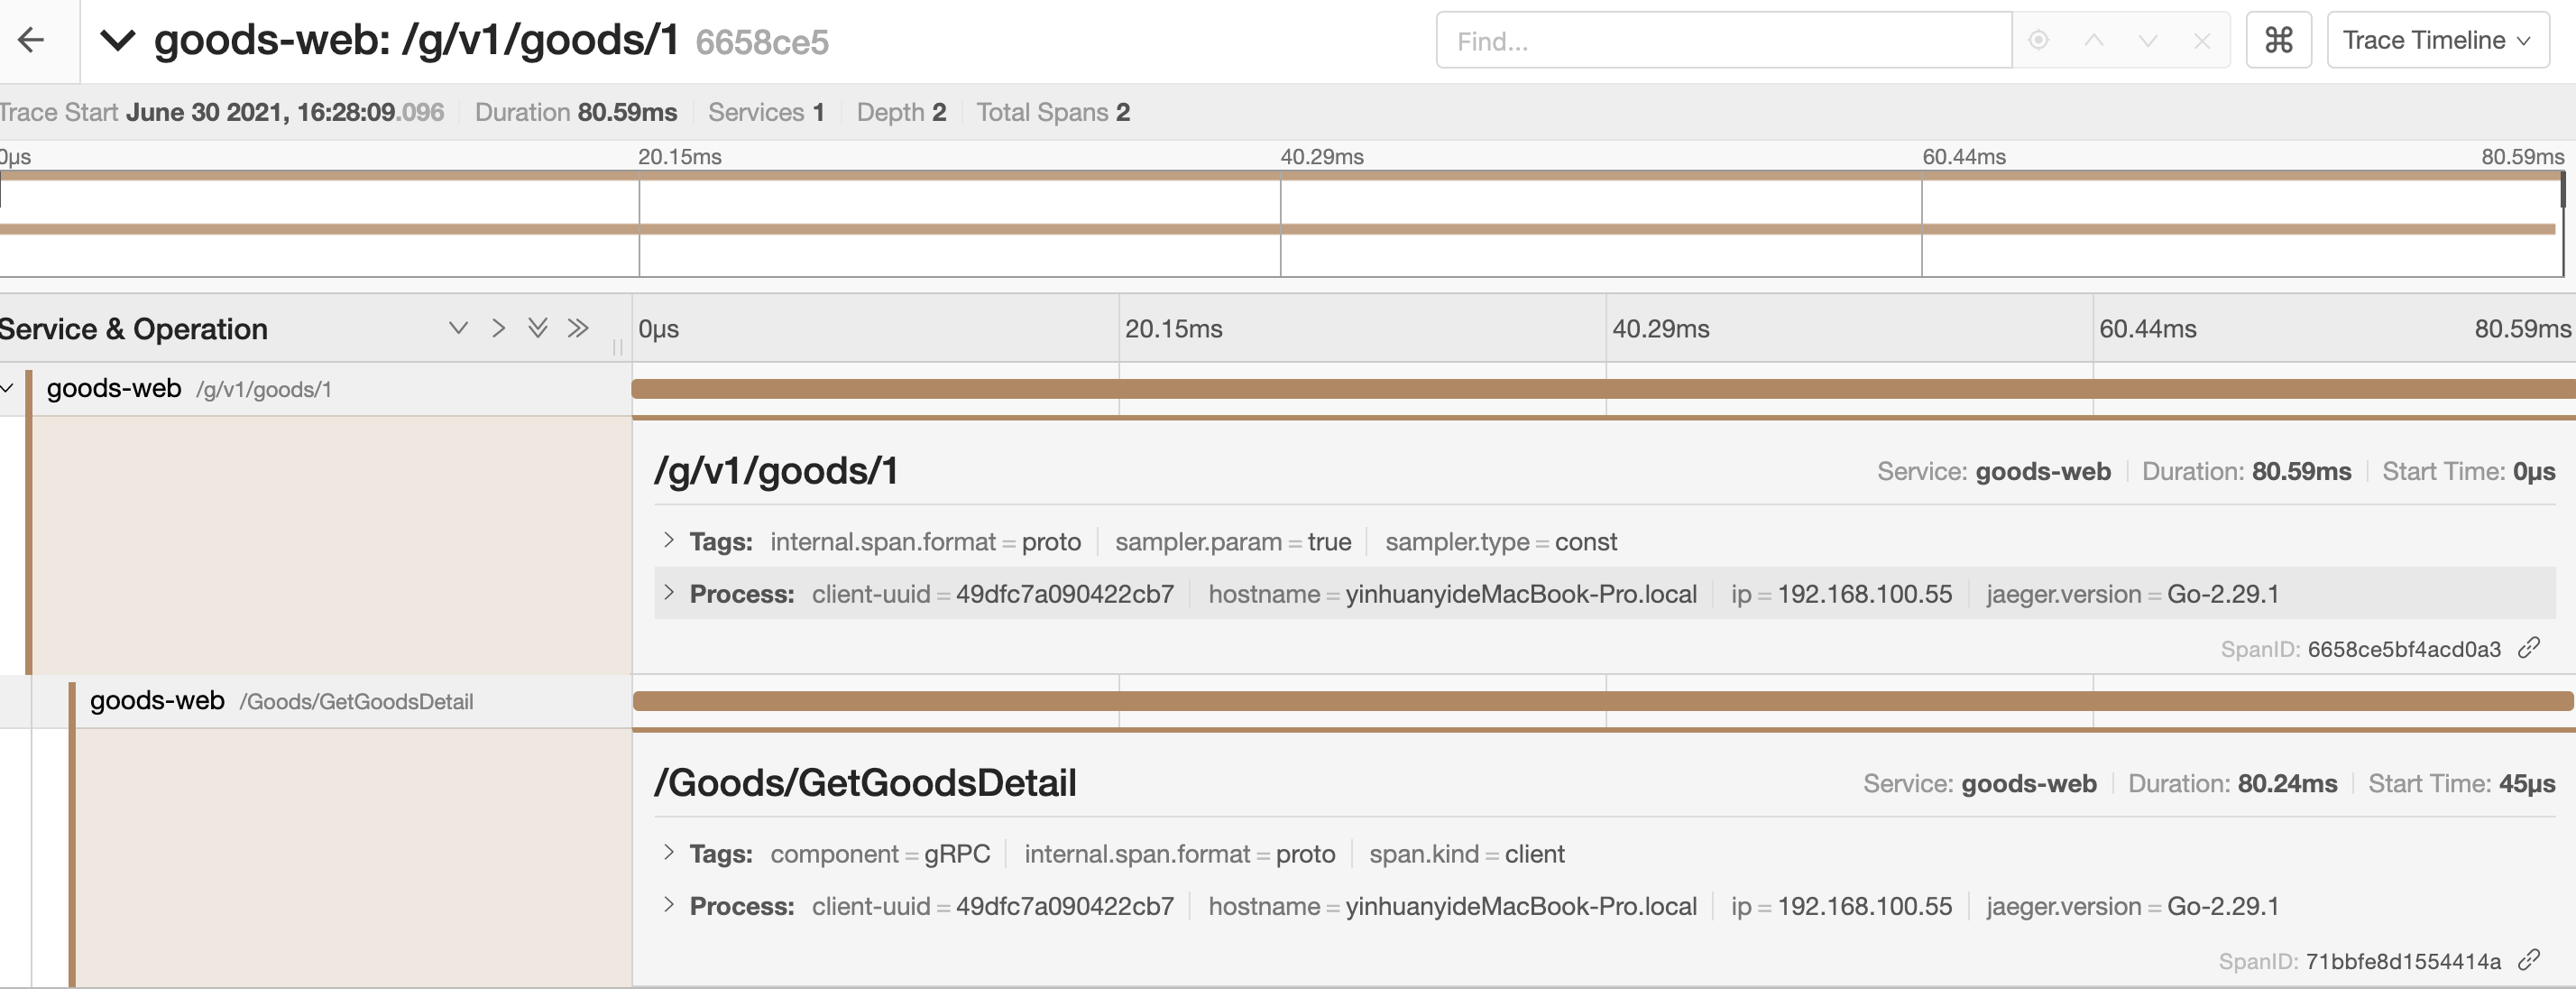 goods-web: /g/v1/goods/1 6658ce5 Find... Trace Timeline
Trace Start June 30 2021, 16:28:09.096 Duration 80.59ms Services 1 Depth 2 Total Spans 2
0μs 20.15ms 40.29ms 60.44ms 80.59ms
Service & Operation 0μs 20.15ms 40.29ms 60.44ms 80.59ms
goods-web /g/v1/goods/1
/g/v1/goods/1 Service: goods-web Duration: 80.59ms Start Time: 0μs
Tags: internal.span.format = proto sampler.param = true sampler.type = const
Process: client-uuid = 49dfc7a090422cb7 hostname = yinhuanyideMacBook-Pro.local ip = 192.168.100.55 jaeger.version = Go-2.29.1
SpanID: 6658ce5bf4acd0a3
goods-web /Goods/GetGoodsDetail
/Goods/GetGoodsDetail Service: goods-web Duration: 80.24ms Start Time: 45μs
Tags: component = gRPC internal.span.format = proto span.kind = client
Process: client-uuid = 49dfc7a090422cb7 hostname = yinhuanyideMacBook-Pro.local ip = 192.168.100.55 jaeger.version = Go-2.29.1
SpanID: 71bbfe8d1554414a